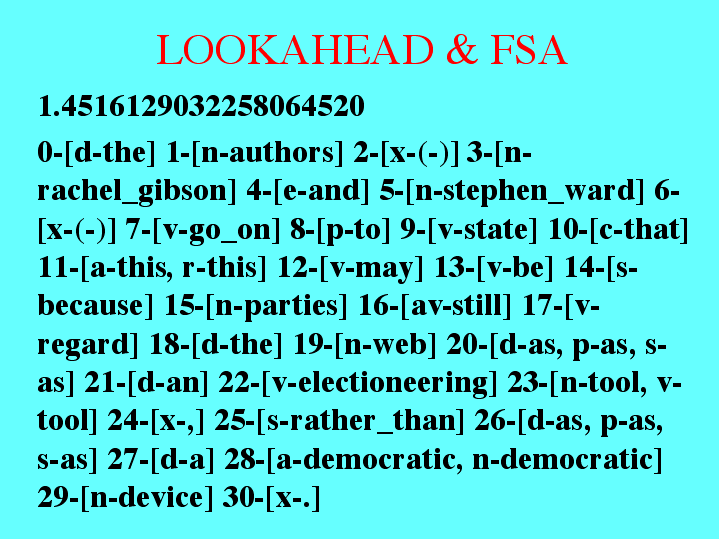 LOOKAHEAD & FSA
1.4516129032258064520
0-[d-the] 1-[n-authors] 2-[x-(-)] 3-[n-
rachel_gibson] 4-[e-and] 5-[n-stephen_ward] 6-
[x-(-)] 7-[v-go_on] 8-[p-to] 9-[v-state] 10-[c-that]
11-[a-this, r-this] 12-[v-may] 13-[v-be] 14-[s-
because] 15-[n-parties] 16-[av-still] 17-[v-
regard] 18-[d-the] 19-[n-web] 20-[d-as, p-as, s-
as] 21-[d-an] 22-[v-electioneering] 23-[n-tool, v-
tool] 24-[x-,] 25-[s-rather_than] 26-[d-as, p-as,
s-as] 27-[d-a] 28-[a-democratic, n-democratic]
29-[n-device] 30-[x-.]